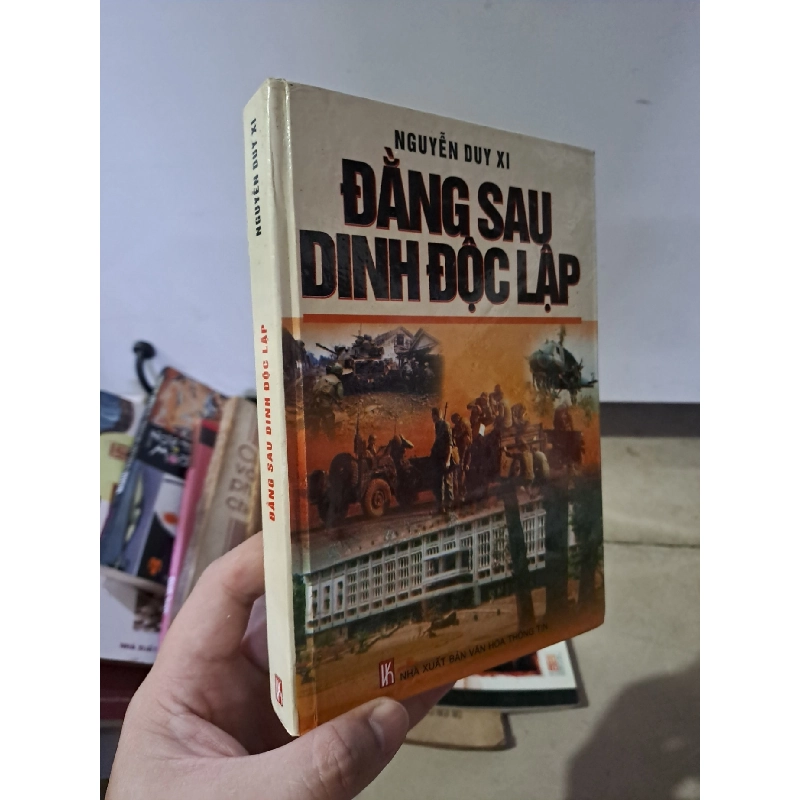 NGUYỄN DUY XI
ĐẰNG SAU
DINH ĐỘC LẬP
NHÀ XUẤT BẢN VĂN HÓA THÔNG TIN
NGUYỄN DUY XI
ĐẰNG SAU DINH ĐỘC LẬP